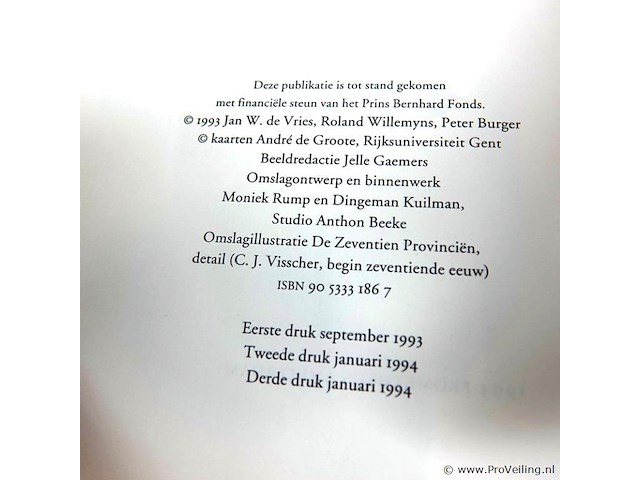 Deze publikatie is tot stand gekomen
met financiële steun van het Prins Bernhard Fonds.
© 1993 Jan W. de Vries, Roland Willemyns, Peter Burger
© kaarten André de Groote, Rijksuniversiteit Gent
Beeldredactie Jelle Gaemers
Omslagontwerp en binnenwerk
Moniek Rump en Dingeman Kuilman,
Studio Anthon Beeke
Omslagillustratie De Zeventien Provinciën,
detail (C. J. Visscher, begin zeventiende eeuw)
ISBN 90 5333 186 7
Eerste druk september 1993
Tweede druk januari 1994
Derde druk januari 1994
© www.ProVeiling.nl